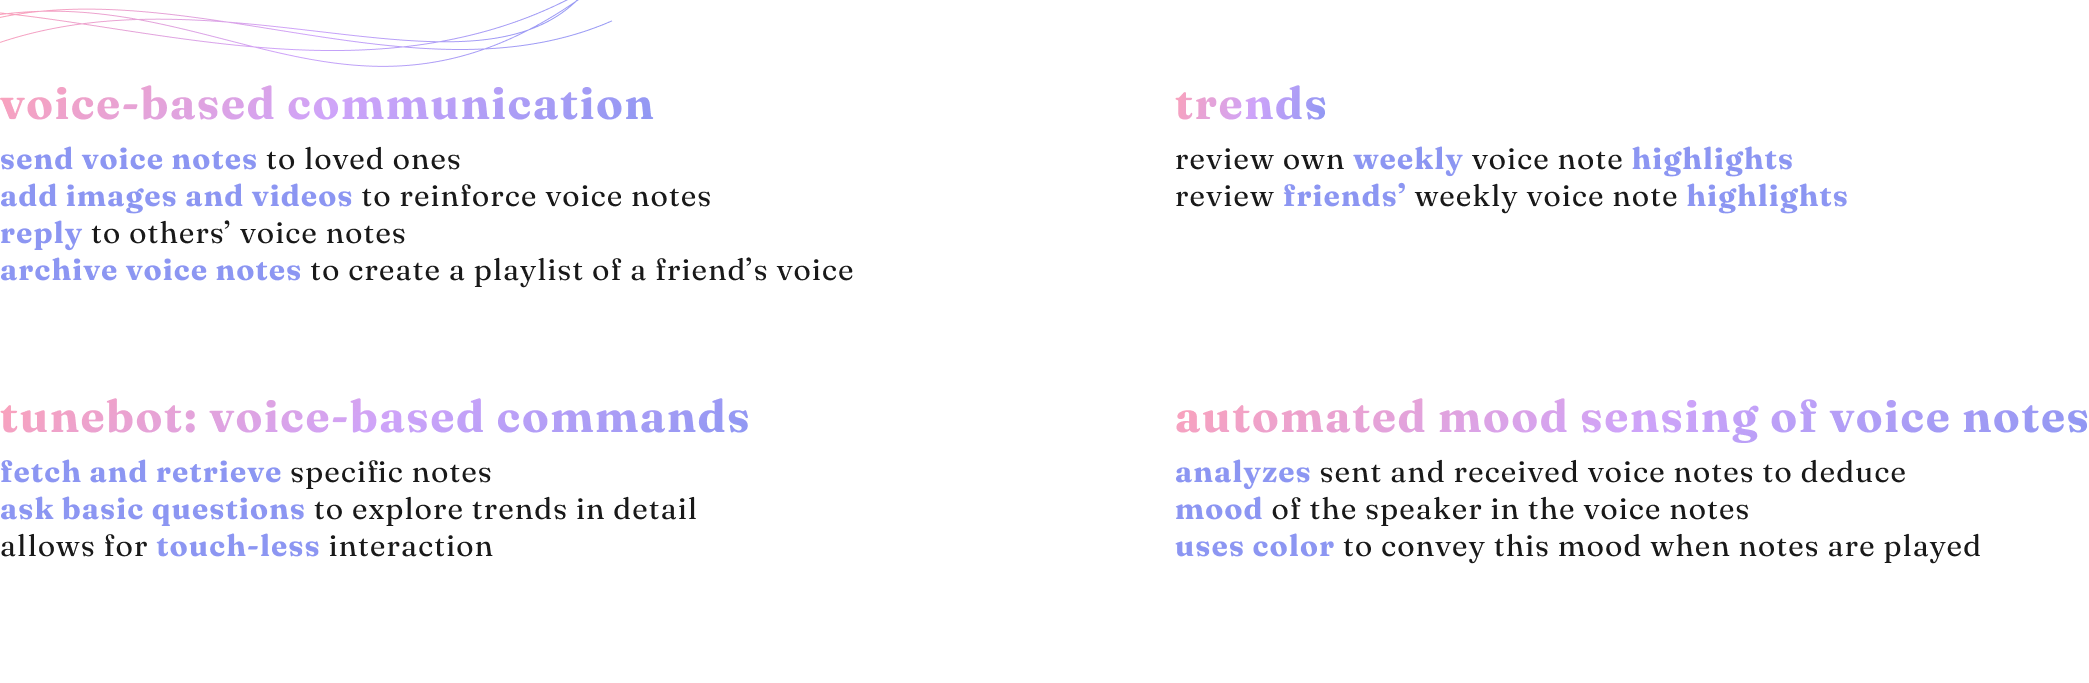 voice-based communication
send voice notes to loved ones
add images and videos to reinforce voice notes
reply to others’ voice notes
archive voice notes to create a playlist of a friend’s voice
trends
review own weekly voice note highlights
review friends’ weekly voice note highlights
tunebot: voice-based commands
fetch and retrieve specific notes
ask basic questions to explore trends in detail
allows for touch-less interaction
automated mood sensing of voice notes
analyzes sent and received voice notes to deduce
mood of the speaker in the voice notes
uses color to convey this mood when notes are played